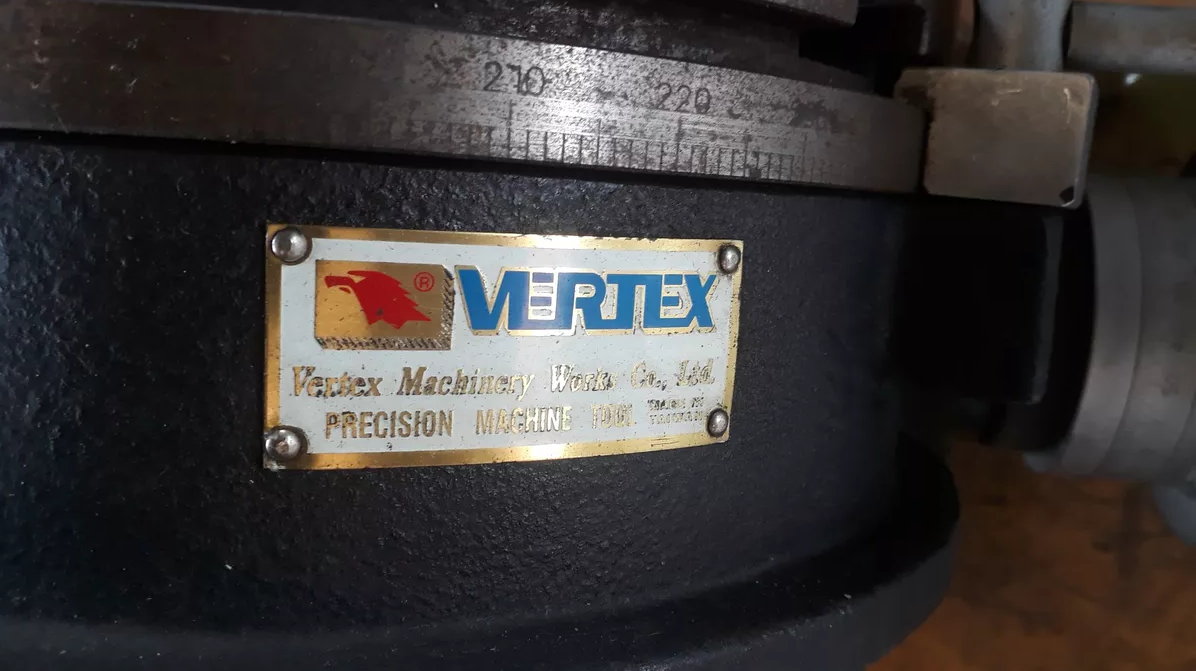 210 220
® VERTEX
Vertex Machinery Works Co., Ltd.
PRECISION MACHINE TOOL